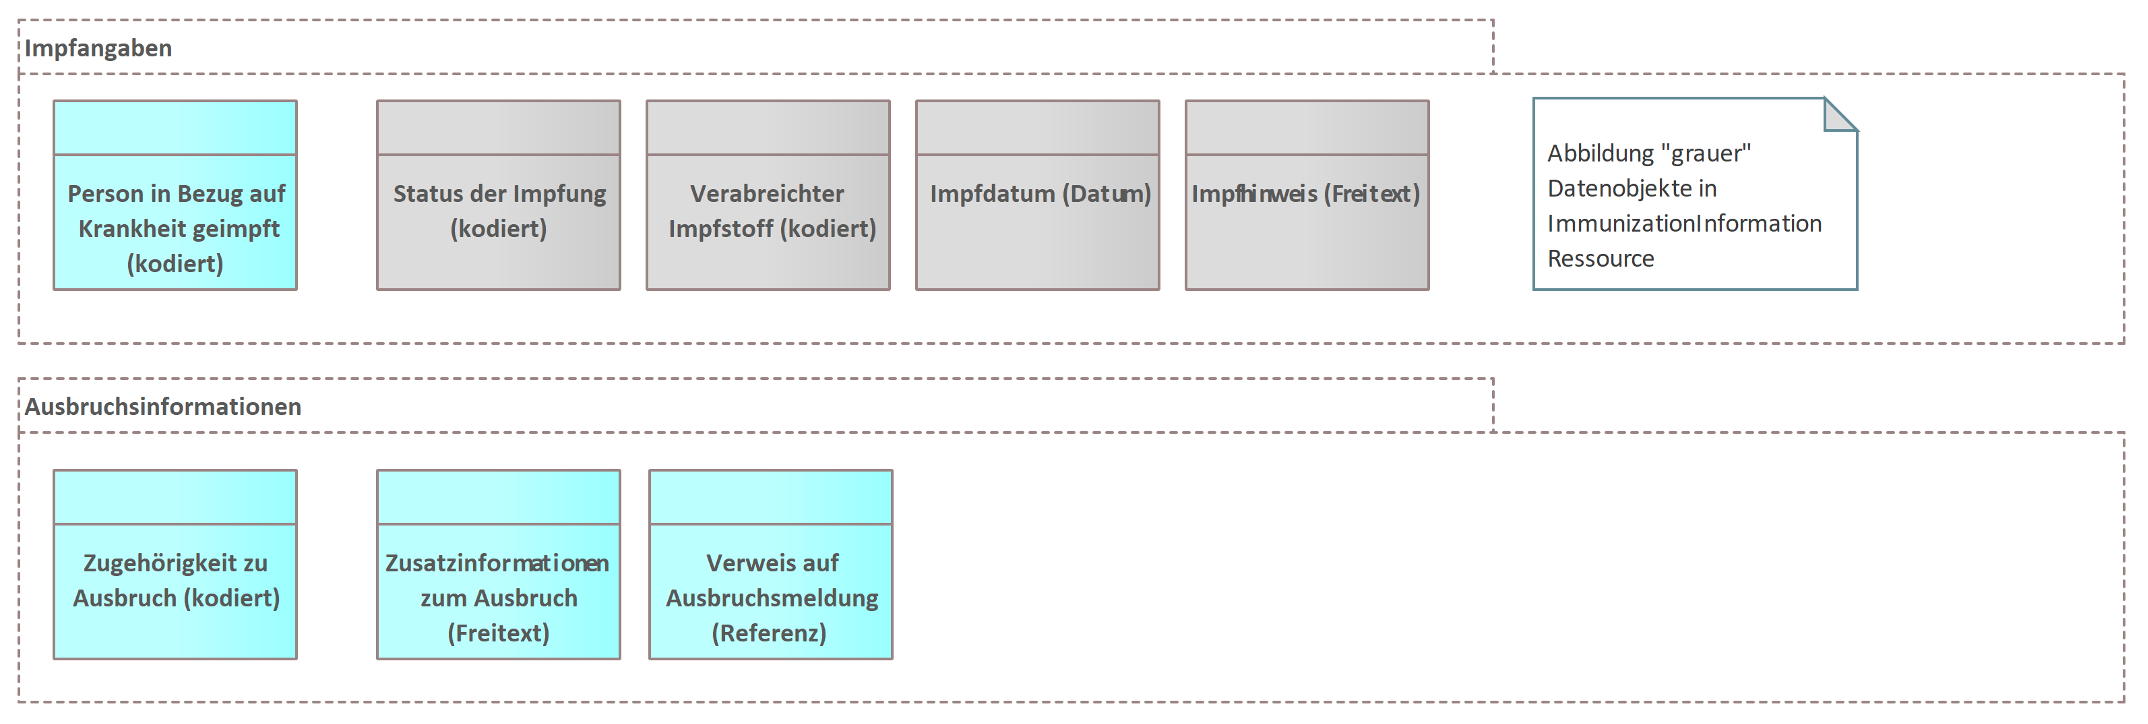 Impfangaben
Person in Bezug auf
Krankheit geimpft
(kodiert)
Status der Impfung
(kodiert)
Verabreichter
Impfstoff (kodiert)
Impfdatum (Datum)
Impfhinweis (Freitext)
Abbildung "grauer"
Datenobjekte in
ImmunizationInformation
Ressource
Ausbruchsinformationen
Zugehörigkeit zu
Ausbruch (kodiert)
Zusatzinformationen
zum Ausbruch
(Freitext)
Verweis auf
Ausbruchsmeldung
(Referenz)